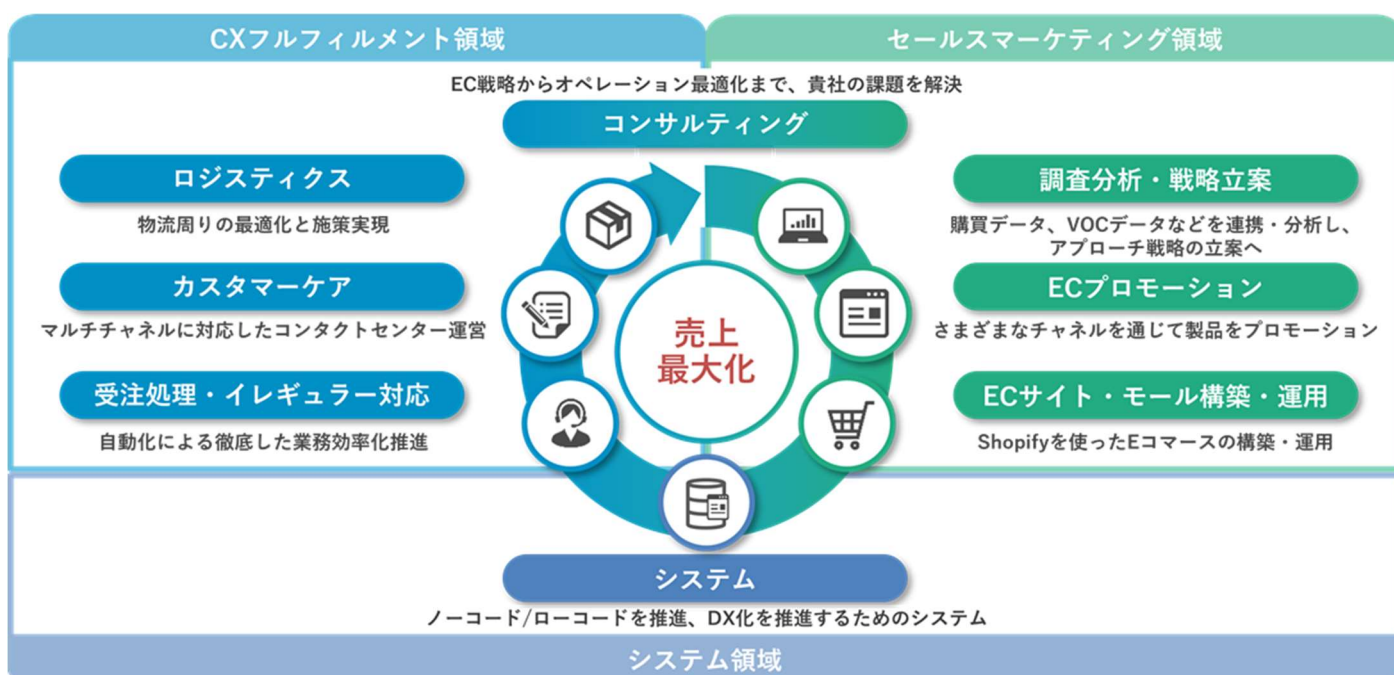 CXフルフィルメント領域
セールスマーケティング領域
EC戦略からオペレーション最適化まで、貴社の課題を解決
コンサルティング
ロジスティクス
物流周りの最適化と施策実現
カスタマーケア
マルチチャネルに対応したコンタクトセンター運営
受注処理・イレギュラー対応
自動化による徹底した業務効率化推進
売上
最大化
調査分析・戦略立案
購買データ、VOCデータなどを連携・分析し、
アプローチ戦略の立案へ
ECプロモーション
さまざまなチャネルを通じて製品をプロモーション
ECサイト・モール構築・運用
Shopifyを使ったEコマースの構築・運用
システム
ノーコード/ローコードを推進、DX化を推進するためのシステム
システム領域